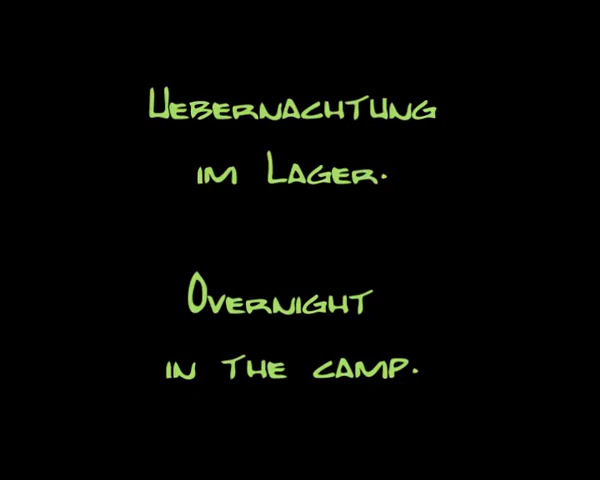 Uebernachtung
im Lager.
Overnight
in the camp.